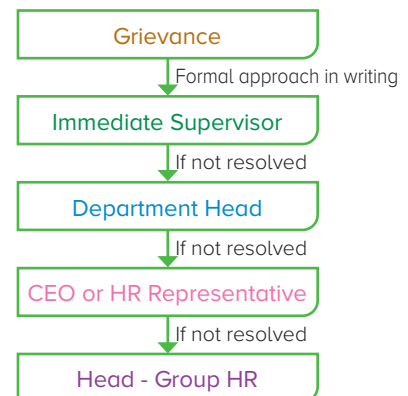 Grievance
Formal approach in writing
Immediate Supervisor
If not resolved
Department Head
If not resolved
CEO or HR Representative
If not resolved
Head - Group HR